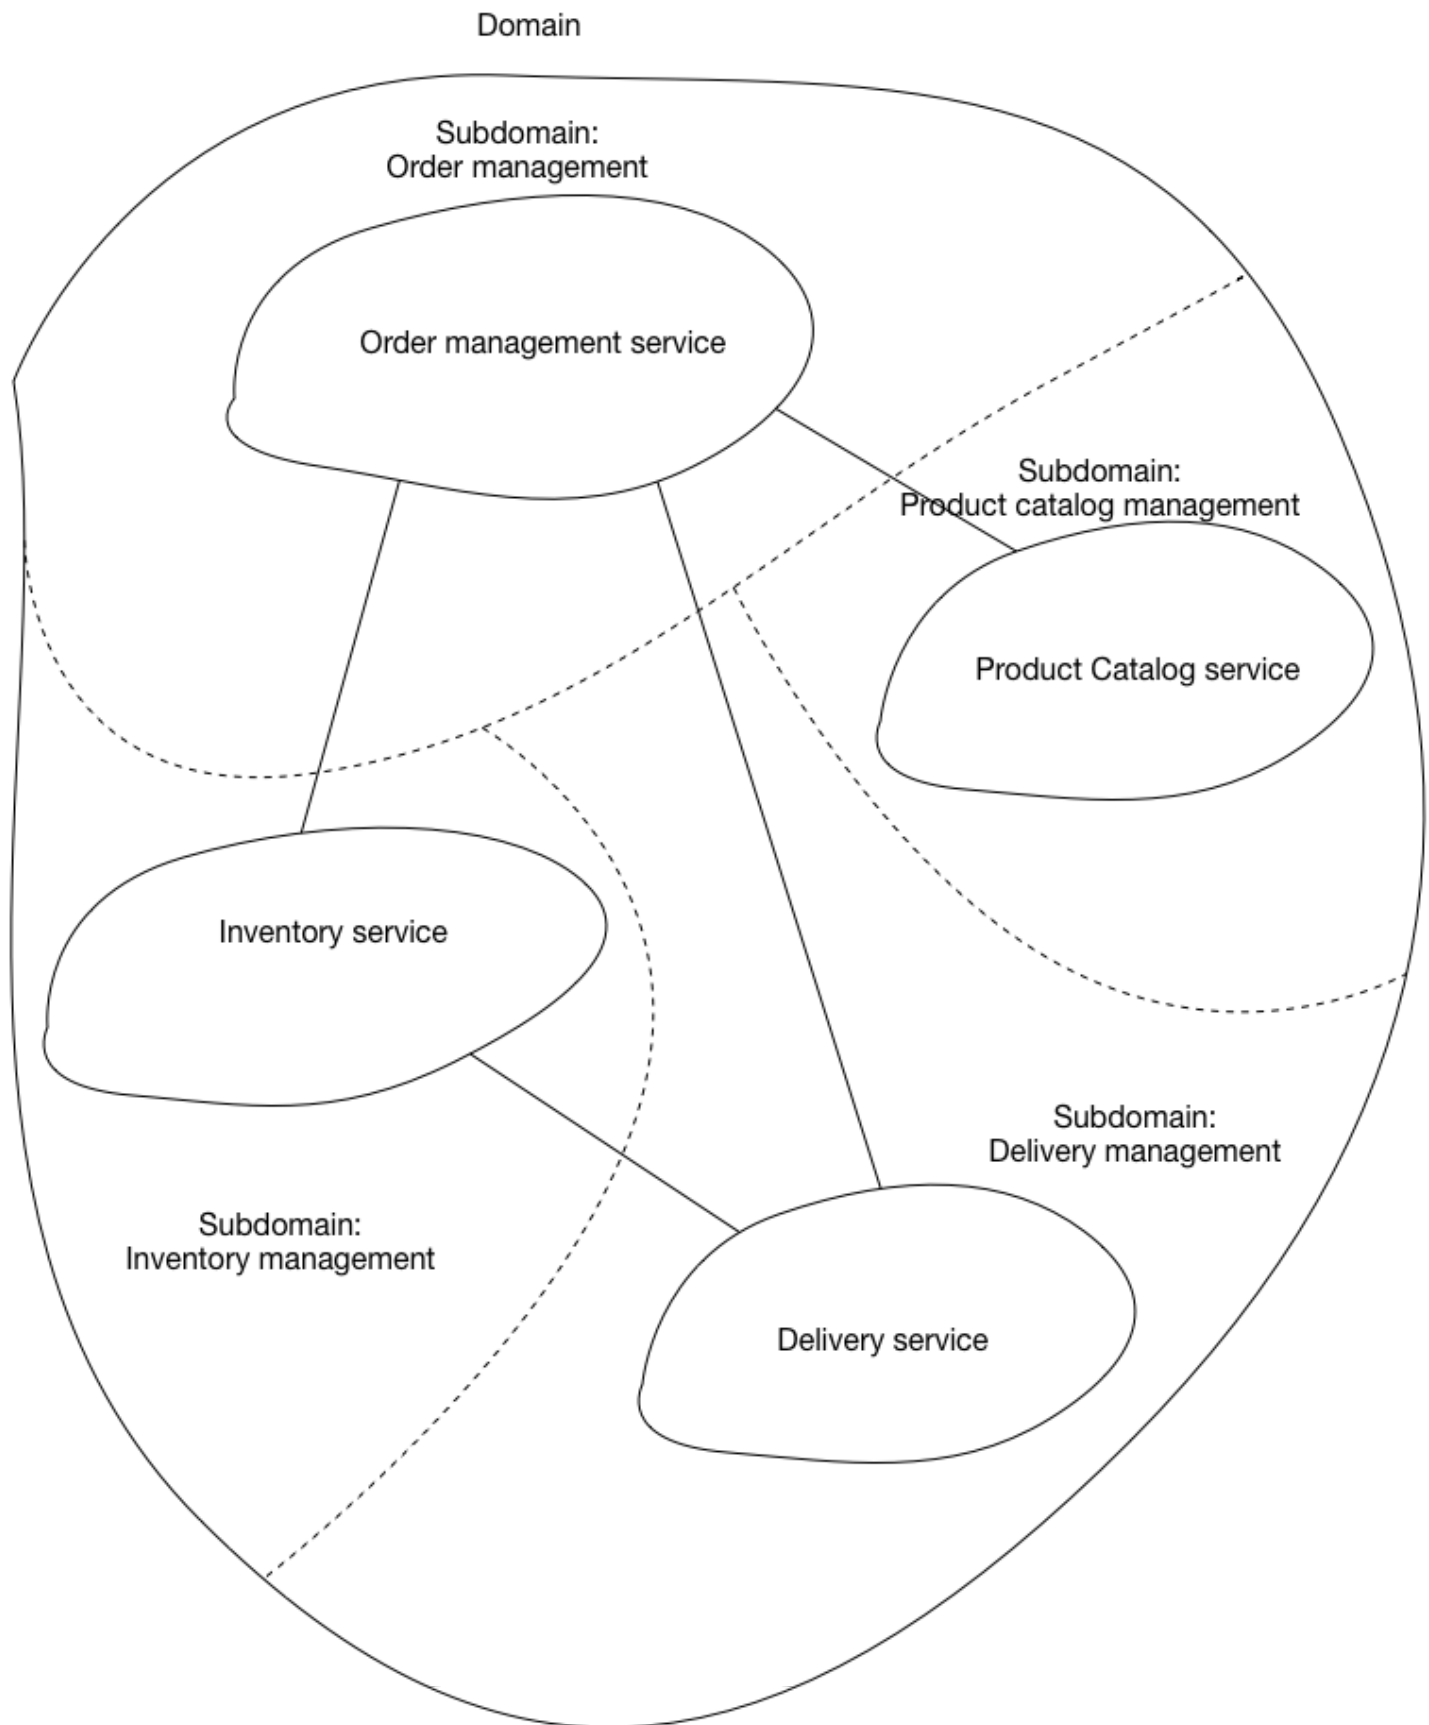 Domain
Subdomain:
Order management
Order management service
Subdomain:
Product catalog management
Product Catalog service
Inventory service
Subdomain:
Delivery management
Subdomain:
Inventory management
Delivery service